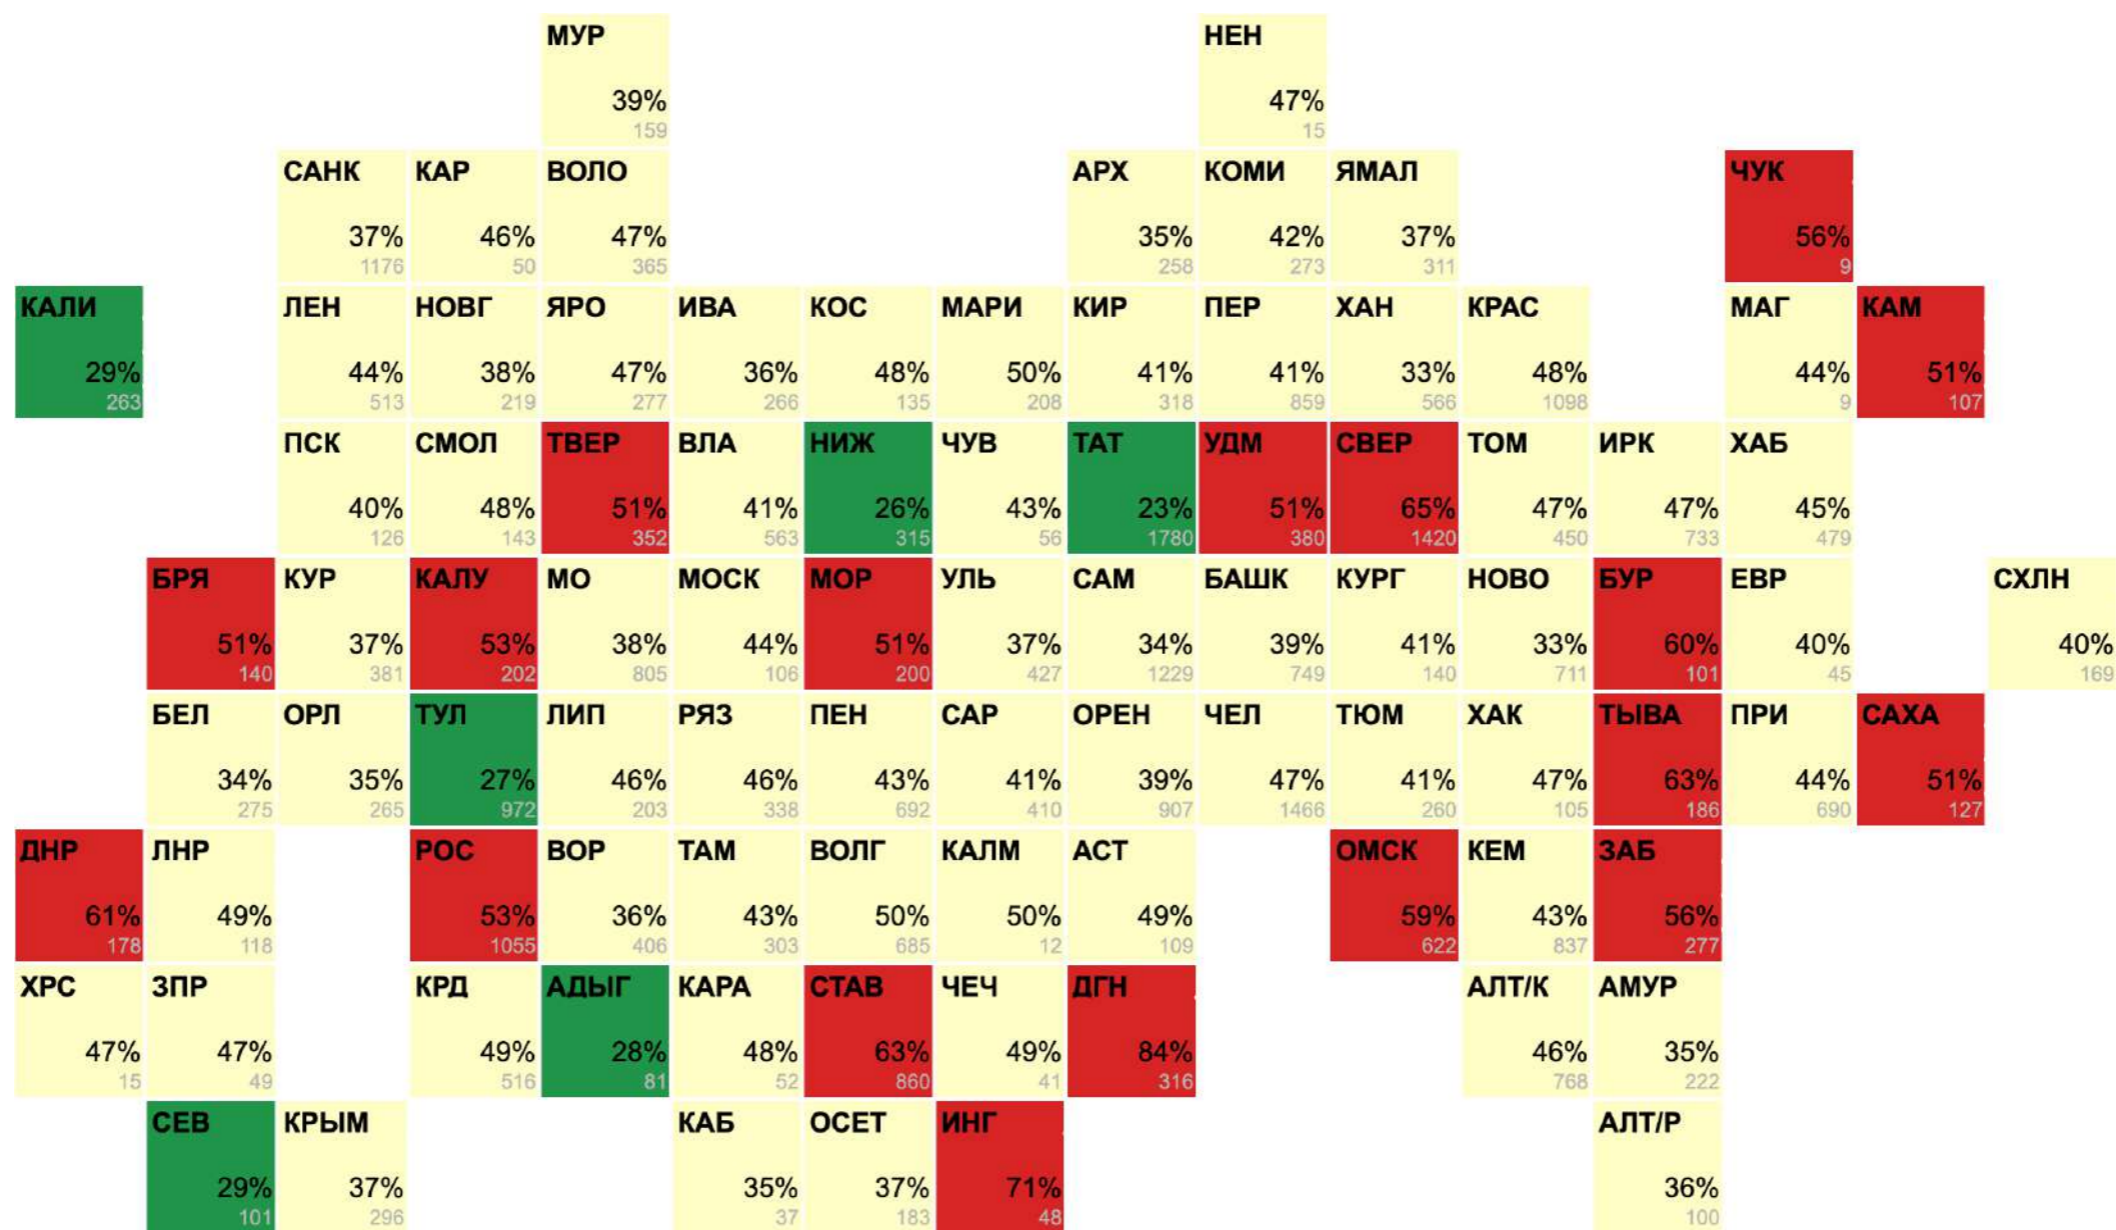 МУР НЕН
39% 47%
159 15
САНК КАР ВОЛО АРХ КОМИ ЯМАЛ ЧУК
37% 46% 47% 35% 42% 37% 56%
1176 50 365 258 273 311 9
КАЛИ ЛЕН НОВГ ЯРО ИВА КОС МАРИ КИР ПЕР ХАН КРАС МАГ КАМ
29% 44% 38% 47% 36% 48% 50% 41% 41% 33% 48% 44% 51%
263 513 219 277 266 135 208 318 859 566 1098 9 107
ПСК СМОЛ ТВЕР ВЛА НИЖ ЧУВ ТАТ УДМ СВЕР ТОМ ИРК ХАБ
40% 48% 51% 41% 26% 43% 23% 51% 65% 47% 47% 45%
126 143 352 563 315 56 1780 380 1420 450 733 479
БРЯ КУР КАЛУ МО МОСК МОР УЛЬ САМ БАШК КУРГ НОВО БУР ЕВР СХЛН
51% 37% 53% 38% 44% 51% 37% 34% 39% 41% 33% 60% 40% 40%
140 381 202 805 106 200 427 1229 749 140 711 101 45 169
БЕЛ ОРЛ ТУЛ ЛИП РЯЗ ПЕН САР ОРЕН ЧЕЛ ТЮМ ХАК ТЫВА ПРИ САХА
34% 35% 27% 46% 46% 43% 41% 39% 47% 41% 47% 63% 44% 51%
275 265 972 203 338 692 410 907 1466 260 105 186 690 127
ДНР ЛНР РОС ВОР ТАМ ВОЛГ КАЛМ АСТ ОМСК КЕМ ЗАБ
61% 49% 53% 36% 43% 50% 50% 49% 59% 43% 56%
178 118 1055 406 303 685 12 109 622 837 277
ХРС ЗПР КРД АДЫГ КАРА СТАВ ЧЕЧ ДГН АЛТ/К АМУР
47% 47% 49% 28% 48% 63% 49% 84% 46% 35%
15 49 516 81 52 860 41 316 768 222
СЕВ КРЫМ КАБ ОСЕТ ИНГ АЛТ/Р
29% 37% 35% 37% 71% 36%
101 296 37 183 48 100